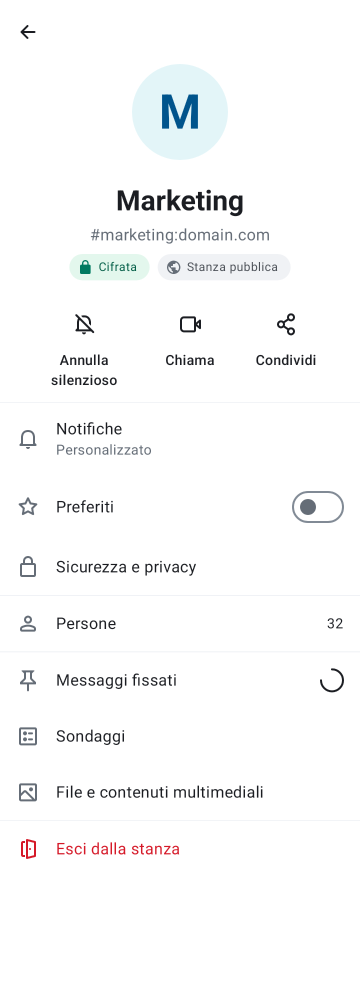 M
Marketing
#marketing:domain.com
Cifrata
Stanza pubblica
Annulla
silenzioso
Chiama
Condividi
Notifiche
Personalizzato
Preferiti
Sicurezza e privacy
Persone
32
Messaggi fissati
Sondaggi
File e contenuti multimediali
Esci dalla stanza